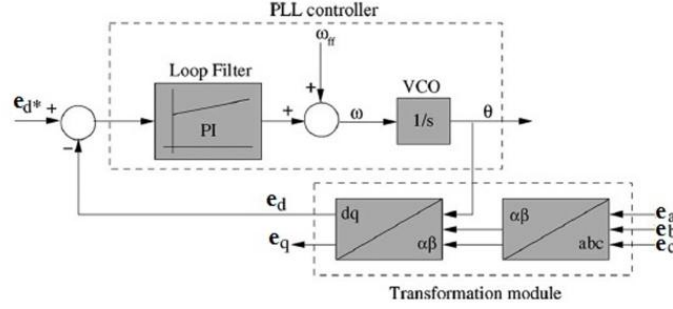 PLL controller
ω_ff
Loop Filter
VCO
e_d* +
+
+
ω
1/s
θ
PI
−
e_d
dq
αβ
e_a
e_b
e_q
αβ
abc
e_c
Transformation module